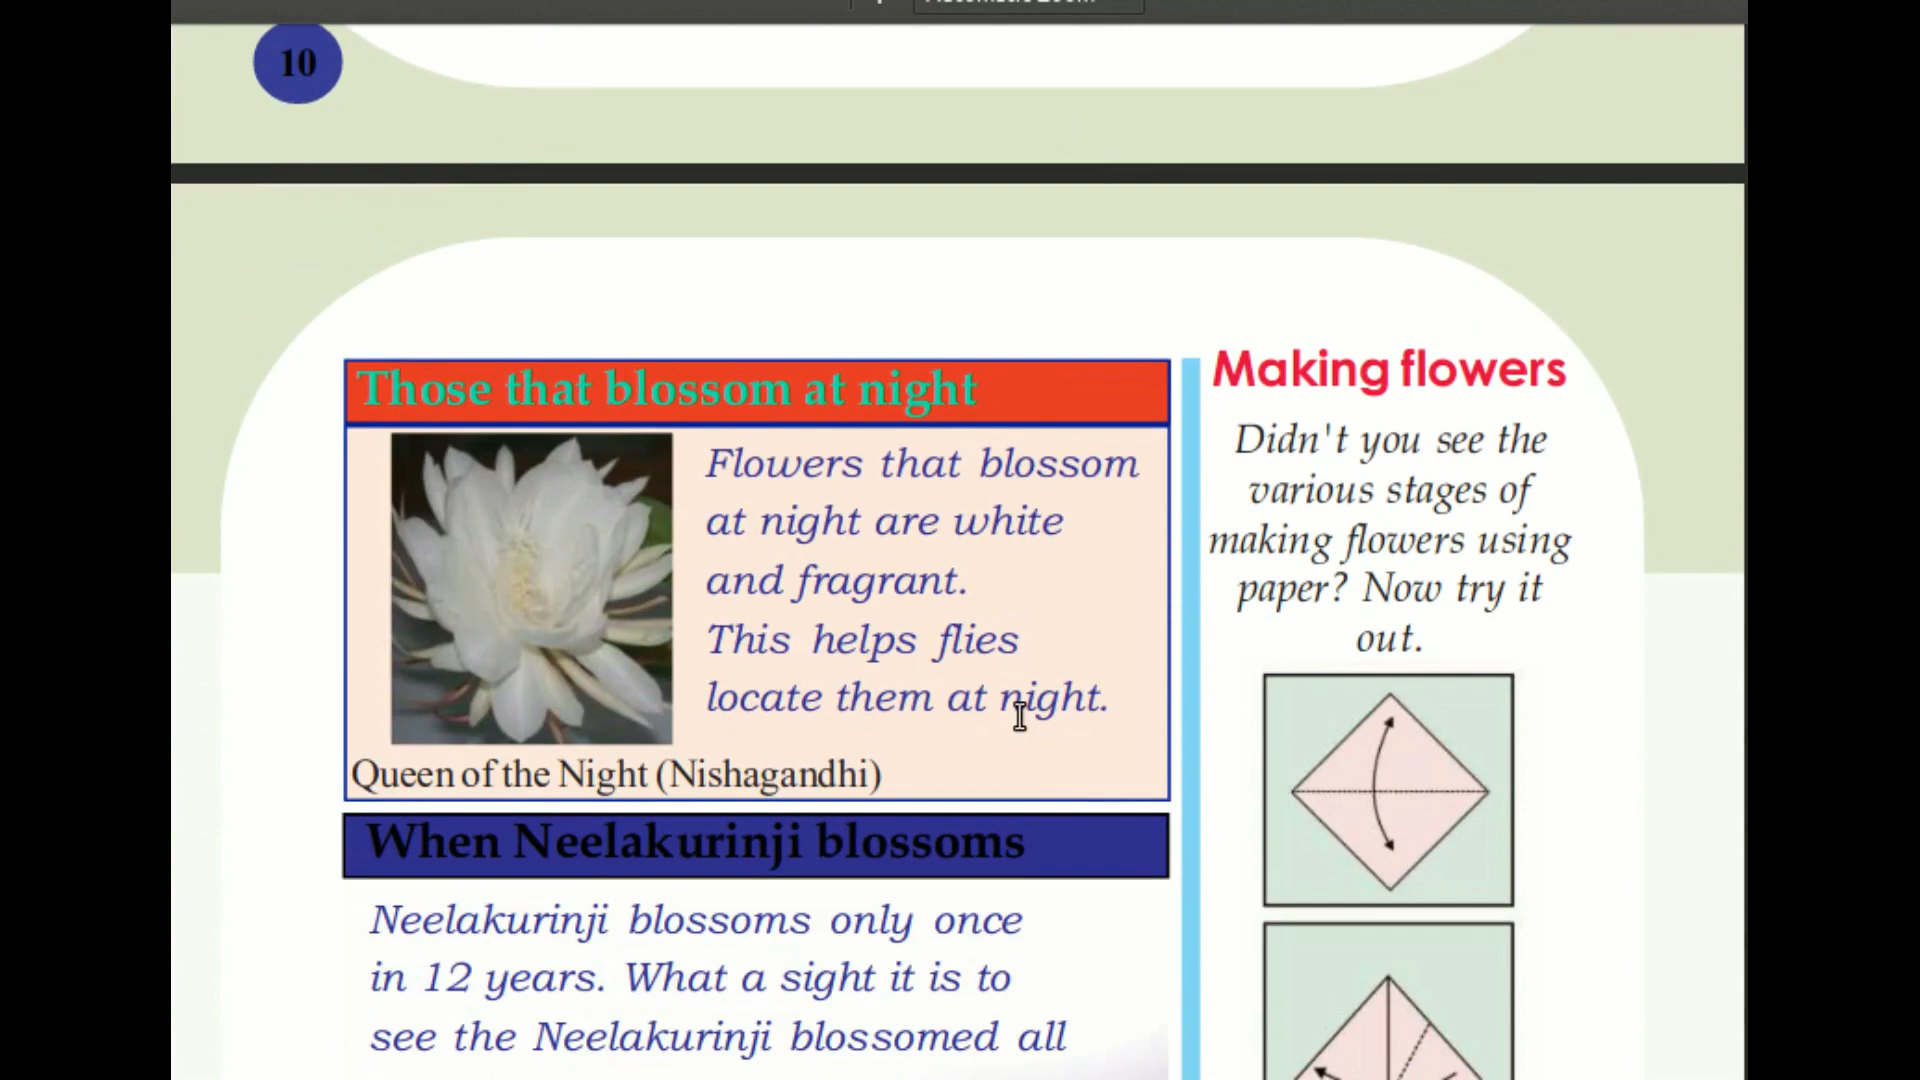 10
Those that blossom at night
Flowers that blossom
at night are white
and fragrant.
This helps flies
locate them at night.
Queen of the Night (Nishagandhi)
When Neelakurinji blossoms
Neelakurinji blossoms only once
in 12 years. What a sight it is to
see the Neelakurinji blossomed all
Making flowers
Didn't you see the
various stages of
making flowers using
paper? Now try it
out.